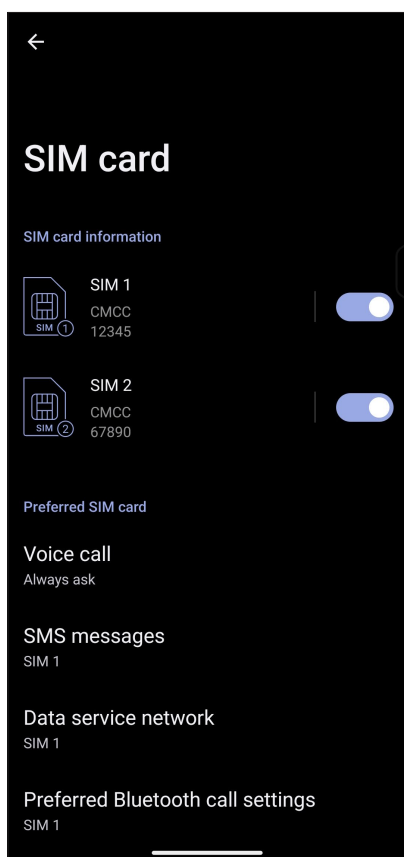 SIM card
SIM card information
SIM 1
CMCC
12345
SIM 1
SIM 2
CMCC
67890
SIM 2
Preferred SIM card
Voice call
Always ask
SMS messages
SIM 1
Data service network
SIM 1
Preferred Bluetooth call settings
SIM 1